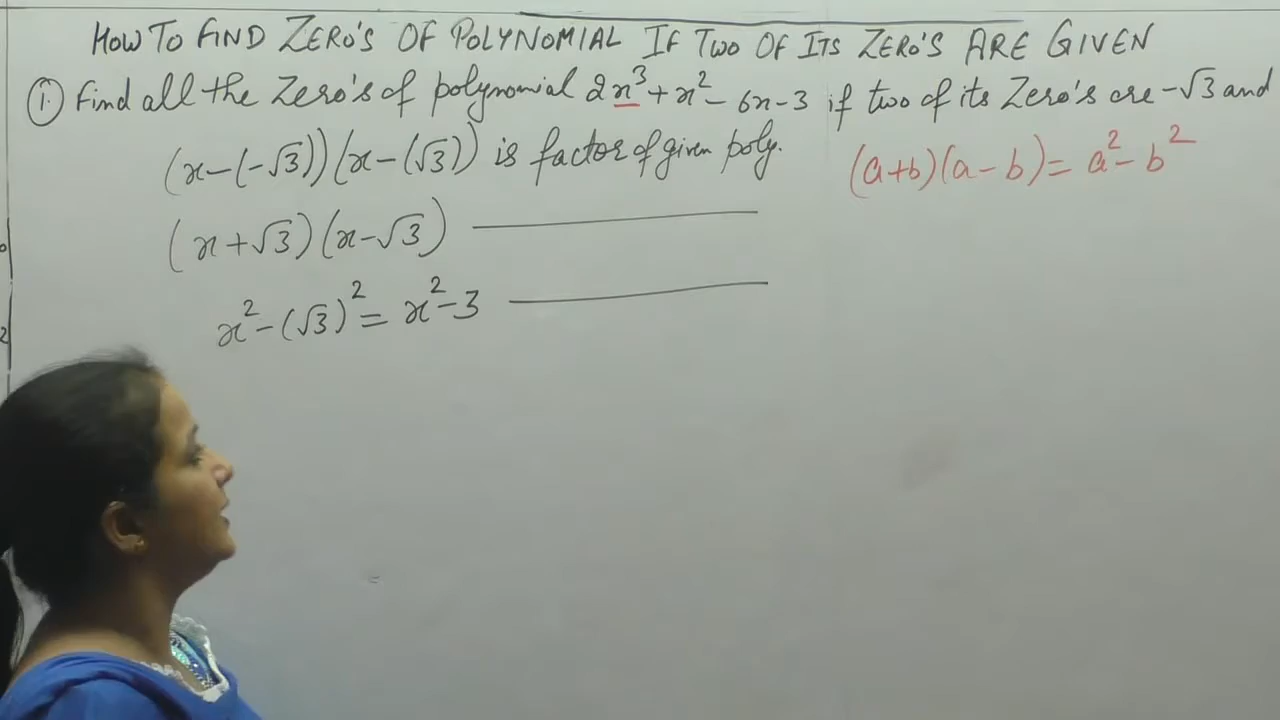 HOW TO FIND ZERO'S OF POLYNOMIAL IF TWO OF ITS ZERO'S ARE GIVEN
① Find all the Zero's of polynomial 2x³+x²-6x-3 if two of its Zero's are -√3 and
(x-(-√3))(x-(√3)) is factor of given poly.
(a+b)(a-b)=a²-b²
(x+√3)(x-√3)
x²-(√3)²=x²-3
2